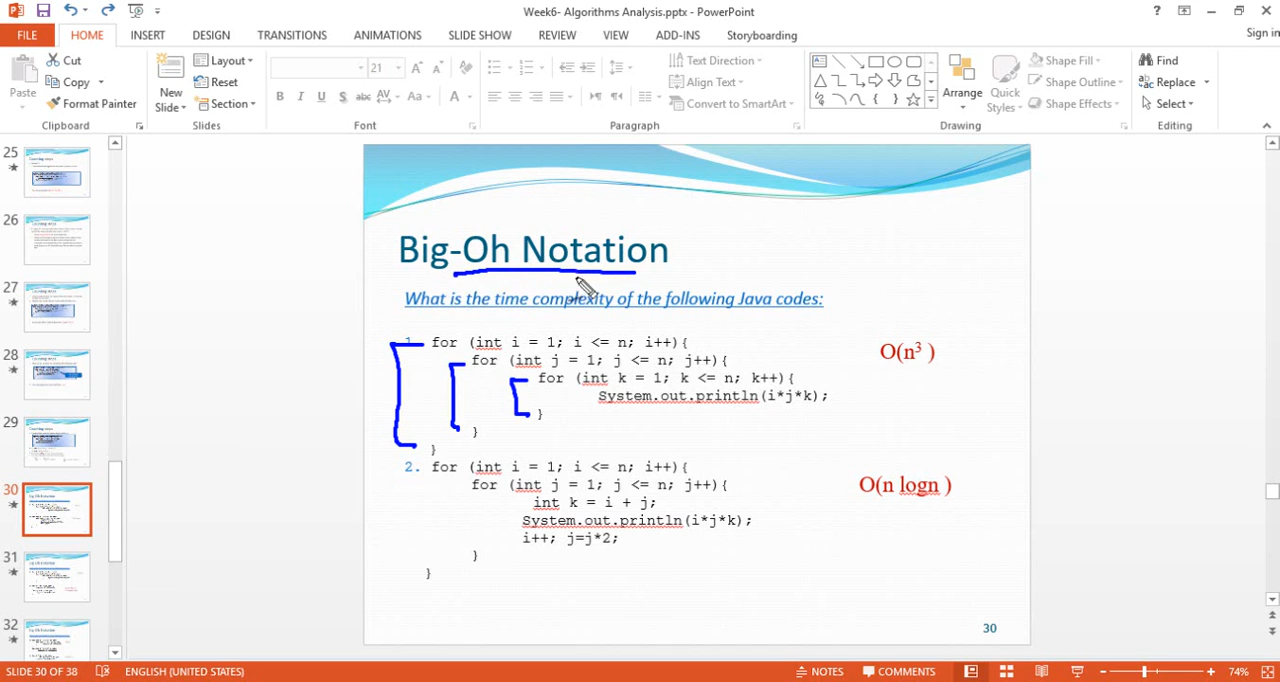 Week6- Algorithms Analysis.pptx - PowerPoint
FILE HOME INSERT DESIGN TRANSITIONS ANIMATIONS SLIDE SHOW REVIEW VIEW ADD-INS Storyboarding Sign in
Paste
Cut
Copy
Format Painter
Clipboard
New
Slide
Layout
Reset
Section
Slides
21
B I U S abc AV Aa A
Font
Text Direction
Align Text
Convert to SmartArt
Paragraph
Arrange
Quick
Styles
Shape Fill
Shape Outline
Shape Effects
Drawing
Find
Replace
Select
Editing
25
26
27
28
29
30
31
32
Big-Oh Notation
What is the time complexity of the following Java codes:
1. for (int i = 1; i <= n; i++){
for (int j = 1; j <= n; j++){
O(n³ )
for (int k = 1; k <= n; k++){
System.out.println(i*j*k);
}
}
}
2. for (int i = 1; i <= n; i++){
for (int j = 1; j <= n; j++){
O(n logn )
int k = i + j;
System.out.println(i*j*k);
i++; j=j*2;
}
}
30
SLIDE 30 OF 38 ENGLISH (UNITED STATES) NOTES COMMENTS 74%